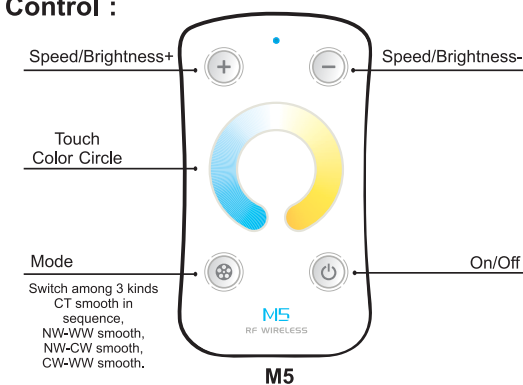 Control :
Speed/Brightness+
Speed/Brightness-
Touch
Color Circle
Mode
On/Off
Switch among 3 kinds
CT smooth in
sequence,
NW-WW smooth,
NW-CW smooth,
CW-WW smooth.
M5
RF WIRELESS
M5